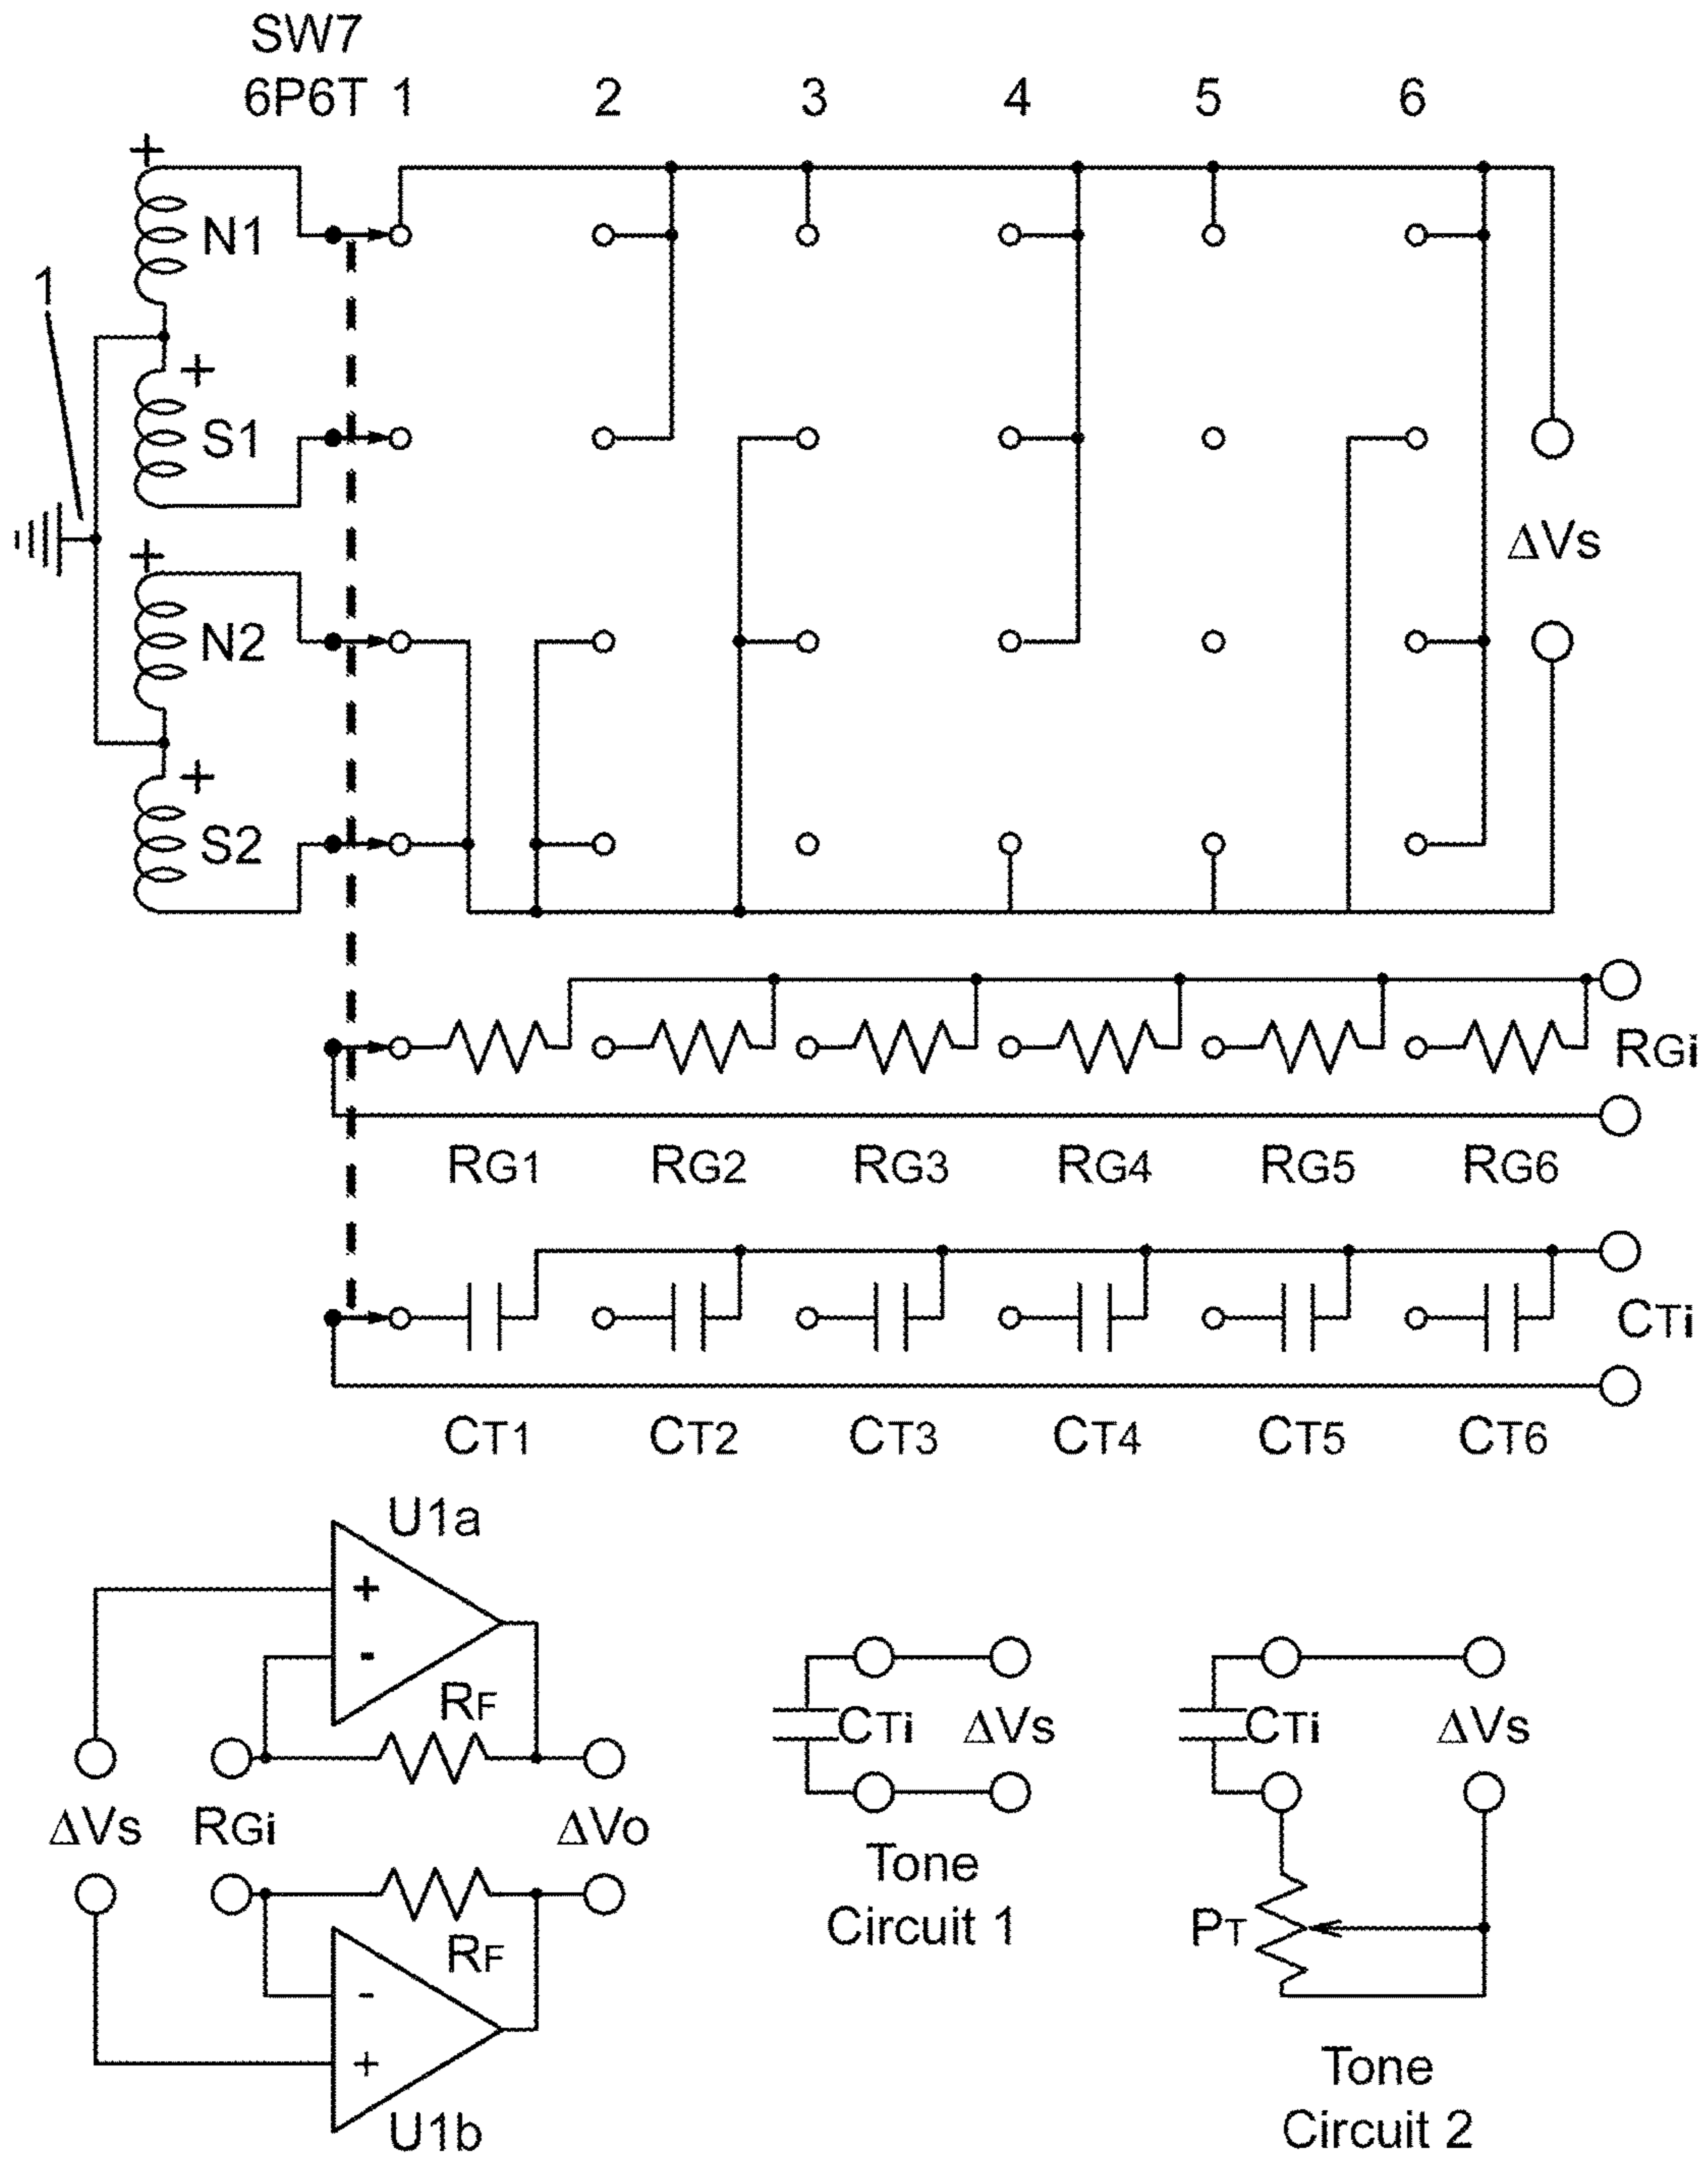 SW7
6P6T 1 2 3 4 5 6
+
N1
1
+
S1
+
N2
ΔVs
+
S2
RGi
RG1 RG2 RG3 RG4 RG5 RG6
CTi
CT1 CT2 CT3 CT4 CT5 CT6
U1a
+
-
RF
CTi ΔVs CTi ΔVs
ΔVs RGi ΔVo
Tone
Circuit 1
PT
RF
-
+
U1b
Tone
Circuit 2